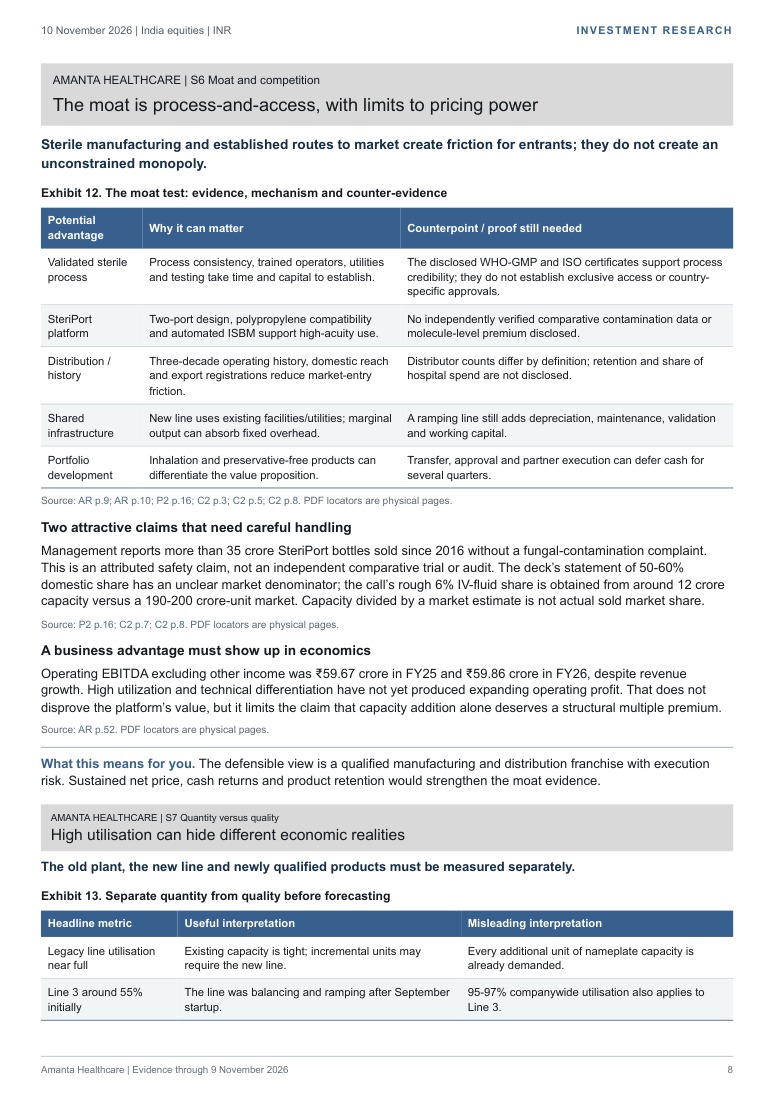 10 November 2026 | India equities | INR
INVESTMENT RESEARCH
AMANTA HEALTHCARE | S6 Moat and competition
The moat is process-and-access, with limits to pricing power
Sterile manufacturing and established routes to market create friction for entrants; they do not create an
unconstrained monopoly.
Exhibit 12. The moat test: evidence, mechanism and counter-evidence
Potential
advantage
Why it can matter
Counterpoint / proof still needed
Validated sterile
process
Process consistency, trained operators, utilities
and testing take time and capital to establish.
The disclosed WHO-GMP and ISO certificates support process
credibility; they do not establish exclusive access or country-
specific approvals.
SteriPort
platform
Two-port design, polypropylene compatibility
and automated ISBM support high-acuity use.
No independently verified comparative contamination data or
molecule-level premium disclosed.
Distribution /
history
Three-decade operating history, domestic reach
and export registrations reduce market-entry
friction.
Distributor counts differ by definition; retention and share of
hospital spend are not disclosed.
Shared
infrastructure
New line uses existing facilities/utilities; marginal
output can absorb fixed overhead.
A ramping line still adds depreciation, maintenance, validation
and working capital.
Portfolio
development
Inhalation and preservative-free products can
differentiate the value proposition.
Transfer, approval and partner execution can defer cash for
several quarters.
Source: AR p.9; AR p.10; P2 p.16; C2 p.3; C2 p.5; C2 p.8. PDF locators are physical pages.
Two attractive claims that need careful handling
Management reports more than 35 crore SteriPort bottles sold since 2016 without a fungal-contamination complaint.
This is an attributed safety claim, not an independent comparative trial or audit. The deck's statement of 50-60%
domestic share has an unclear market denominator; the call's rough 6% IV-fluid share is obtained from around 12 crore
capacity versus a 190-200 crore-unit market. Capacity divided by a market estimate is not actual sold market share.
Source: P2 p.16; C2 p.7; C2 p.8. PDF locators are physical pages.
A business advantage must show up in economics
Operating EBITDA excluding other income was ₹59.67 crore in FY25 and ₹59.86 crore in FY26, despite revenue
growth. High utilization and technical differentiation have not yet produced expanding operating profit. That does not
disprove the platform's value, but it limits the claim that capacity addition alone deserves a structural multiple premium.
Source: AR p.52. PDF locators are physical pages.
What this means for you. The defensible view is a qualified manufacturing and distribution franchise with execution
risk. Sustained net price, cash returns and product retention would strengthen the moat evidence.
AMANTA HEALTHCARE | S7 Quantity versus quality
High utilisation can hide different economic realities
The old plant, the new line and newly qualified products must be measured separately.
Exhibit 13. Separate quantity from quality before forecasting
Headline metric
Useful interpretation
Misleading interpretation
Legacy line utilisation
near full
Existing capacity is tight; incremental units may
require the new line.
Every additional unit of nameplate capacity is
already demanded.
Line 3 around 55%
initially
The line was balancing and ramping after September
startup.
95-97% companywide utilisation also applies to
Line 3.
Amanta Healthcare | Evidence through 9 November 2026
8